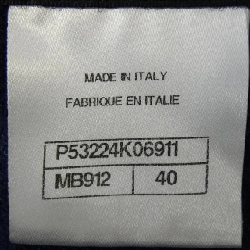 MADE IN ITALY
FABRIQUE EN ITALIE
P53224K06911
MB912 40